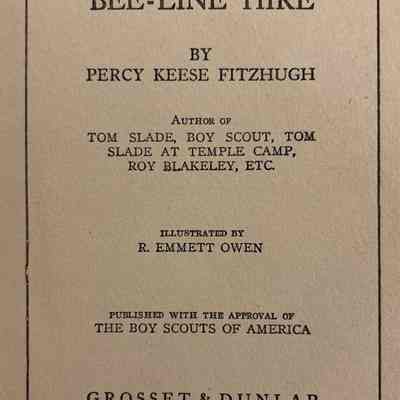 BEE-LINE HIKE
BY
PERCY KEESE FITZHUGH
AUTHOR OF
TOM SLADE, BOY SCOUT, TOM
SLADE AT TEMPLE CAMP,
ROY BLAKELEY, ETC.
ILLUSTRATED BY
R. EMMETT OWEN
PUBLISHED WITH THE APPROVAL OF
THE BOY SCOUTS OF AMERICA
GROSSET & DUNLAP